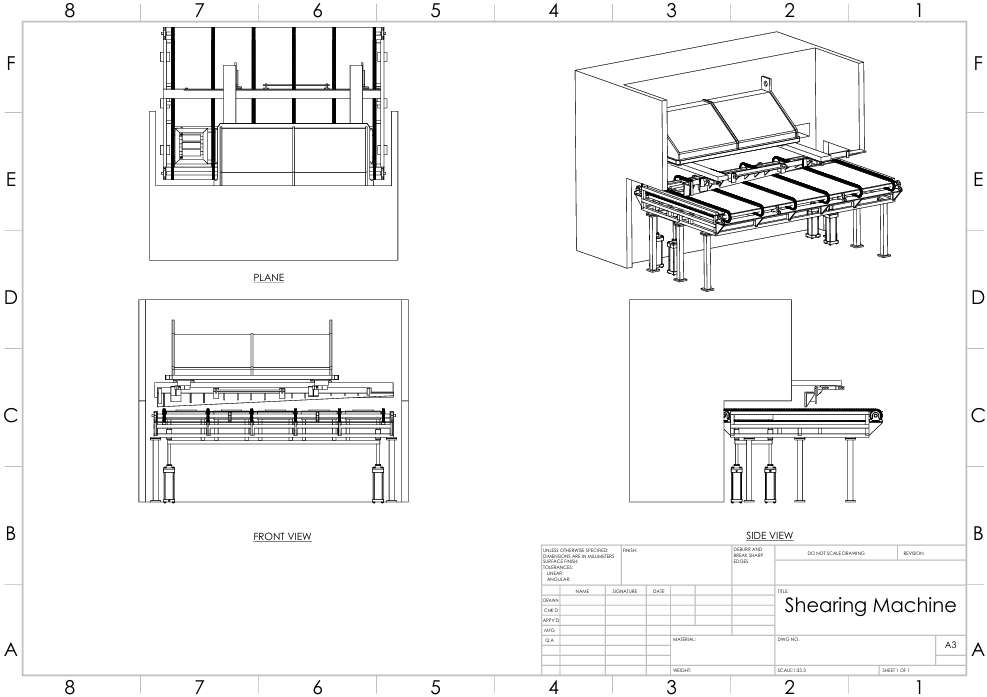 8 7 6 5 4 3 2 1
F F
E E
PLANE
D D
C C
B B
FRONT VIEW
SIDE VIEW
UNLESS OTHERWISE SPECIFIED:
DIMENSIONS ARE IN MILLIMETERS
SURFACE FINISH:
TOLERANCES:
LINEAR:
ANGULAR:
FINISH:
DEBURR AND
BREAK SHARP
EDGES
DO NOT SCALE DRAWING
REVISION
NAME SIGNATURE DATE
TITLE:
DRAWN
Shearing Machine
CHK'D
APPV'D
MFG
Q.A
MATERIAL:
DWG NO.
A3
A A
WEIGHT:
SCALE:1:33.3
SHEET 1 OF 1
8 7 6 5 4 3 2 1